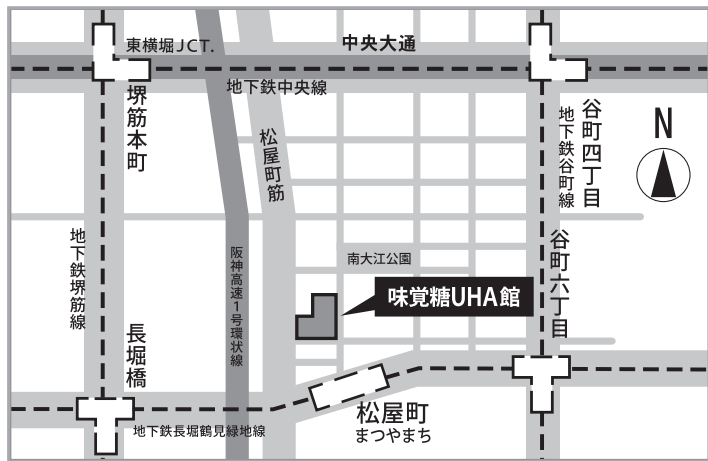 東横堀JCT.
中央大通
地下鉄中央線
堺筋本町
松屋町筋
地下鉄谷町線
谷町四丁目
N
地下鉄堺筋線
阪神高速1号環状線
南大江公園
味覚糖UHA館
谷町六丁目
長堀橋
松屋町
まつやまち
地下鉄長堀鶴見緑地線